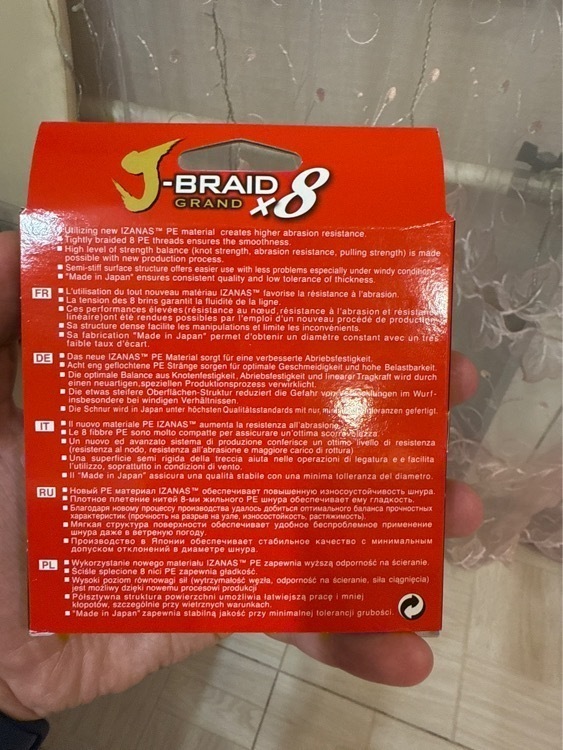 J-BRAID
GRAND x8
Utilizing new IZANAS™ PE material creates higher abrasion resistance.
Tightly braided 8 PE threads ensures the smoothness.
High level of strength balance (knot strength, abrasion resistance, pulling strength) is made
possible with new production process.
Semi-stiff surface structure offers easier use with less problems especially under windy conditions
"Made in Japan" ensures consistent quality and low tolerance of thickness.
FR L'utilisation du tout nouveau matériau IZANAS™ favorise la résistance à l'abrasion.
La tension des 8 brins garantit la fluidité de la ligne.
Ces performances élevées(résistance au nœud,résistance à l'abrasion et résistance
linéaire)ont été rendues possibles par l'emploi d'un nouveau procédé de production
Sa structure dense facilite les manipulations et limite les inconvénients.
Sa fabrication "Made in Japan" permet d'obtenir un diamètre constant avec un très
faible taux d'écart.
DE Das neue IZANAS™ PE Material sorgt für eine verbesserte Abriebsfestigkeit.
Acht eng geflochtene PE Stränge sorgen für optimale Geschmeidigkeit und hohe Belastbarkeit.
Die optimale Balance aus Knotenfestigkeit, Abriebsfestigkeit und linearer Tragkraft wird durch
einen neuartigen,speziellen Produktionsprozess verwirklicht.
Die etwas steifere Oberflächen-Struktur reduziert die Gefahr von im Wurf-
insbesondere bei windigen Verhältnissen.
Die Schnur wird in Japan unter höchsten Qualitätsstandards mit nur gefertigt.
IT Il nuovo materiale PE IZANAS™ aumenta la resistenza all'abrasione.
Le 8 fibbre PE sono molto compatte per assicurare un'ottima scorrevolezza.
Un nuovo ed avanzato sistema di produzione conferisce un ottimo livello di resistenza
(resistenza al nodo, resistenza all'abrasione e maggiore carico di rottura)
Una superficie semi rigida della treccia aiuta nelle operazioni di legatura e e facilita
l'utilizzo, soprattutto in condizioni di vento.
Il "Made in Japan" assicura una qualità stabile con una minima tolleranza del diametro.
RU Новый PE материал IZANAS™ обеспечивает повышенную износоустойчивость шнура.
Плотное плетение нитей 8-ми жильного PE шнура обеспечивает ему гладкость.
Благодаря новому процессу производства удалось добиться оптимального баланса прочностных
характеристик (прочность на разрыв на узле, износостойкость, растяжимость).
Мягкая структура поверхности обеспечивает удобное беспроблемное применение
шнура даже в ветреную погоду.
Производство в Японии обеспечивает стабильное качество с минимальным
допуском отклонений в диаметре шнура.
PL Wykorzystanie nowego materiału IZANAS™ PE zapewnia wyższą odporność na ścieranie.
Ściśle splecione 8 nici PE zapewnia gładkość.
Wysoki poziom równowagi sił (wytrzymałość węzła, odporność na ścieranie, siła ciągnięcia)
jest możliwy dzięki nowemu procesowi produkcji
Półsztywna struktura powierzchni umożliwia łatwiejszą pracę i mniej
kłopotów, szczególnie przy wietrznych warunkach.
"Made in Japan" zapewnia stabilną jakość przy minimalnej tolerancji grubości.